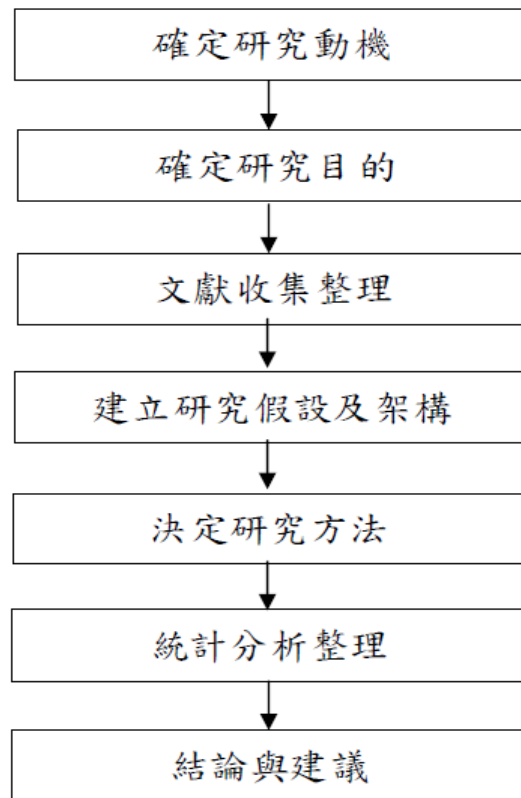 確定研究動機
確定研究目的
文獻收集整理
建立研究假設及架構
決定研究方法
統計分析整理
結論與建議